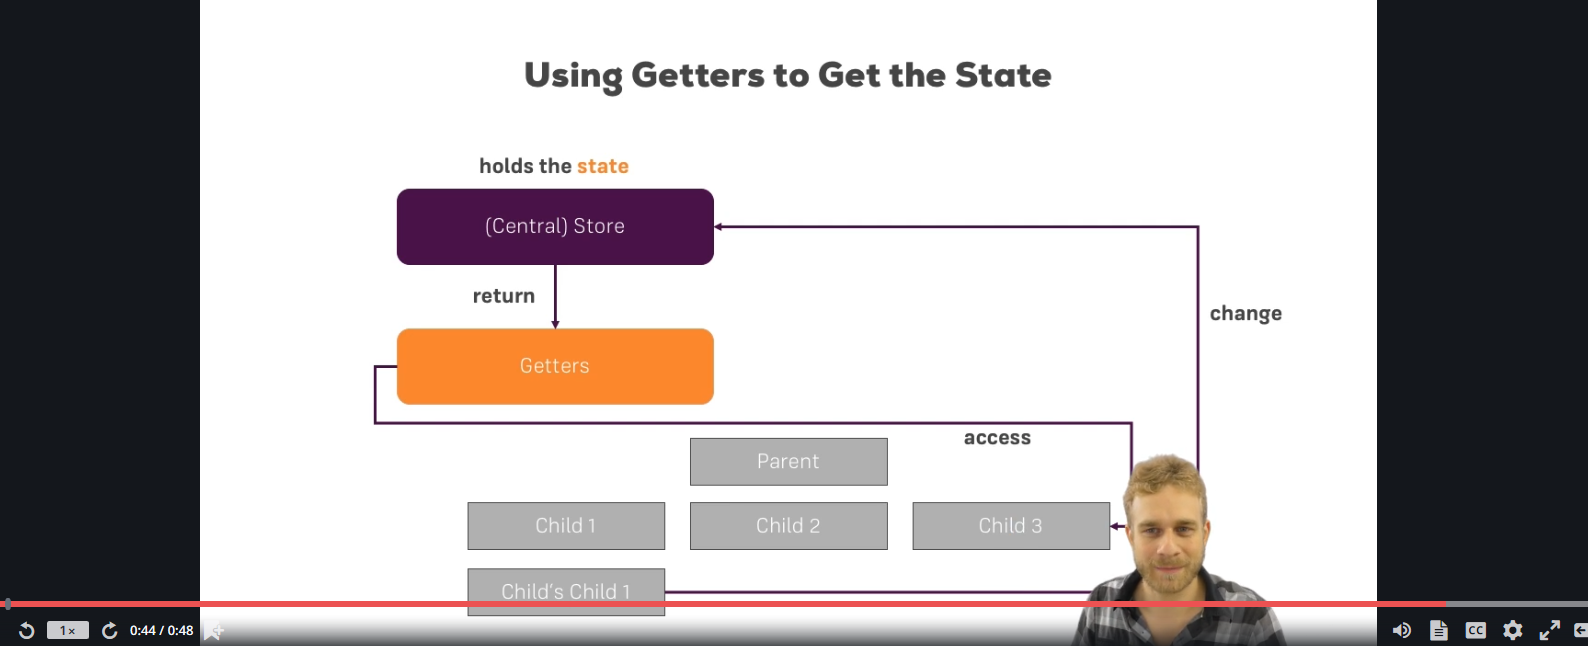 Using Getters to Get the State
holds the state
(Central) Store
return
change
Getters
access
Parent
Child 1
Child 2
Child 3
Child's Child 1
1x
0:44 / 0:48
CC